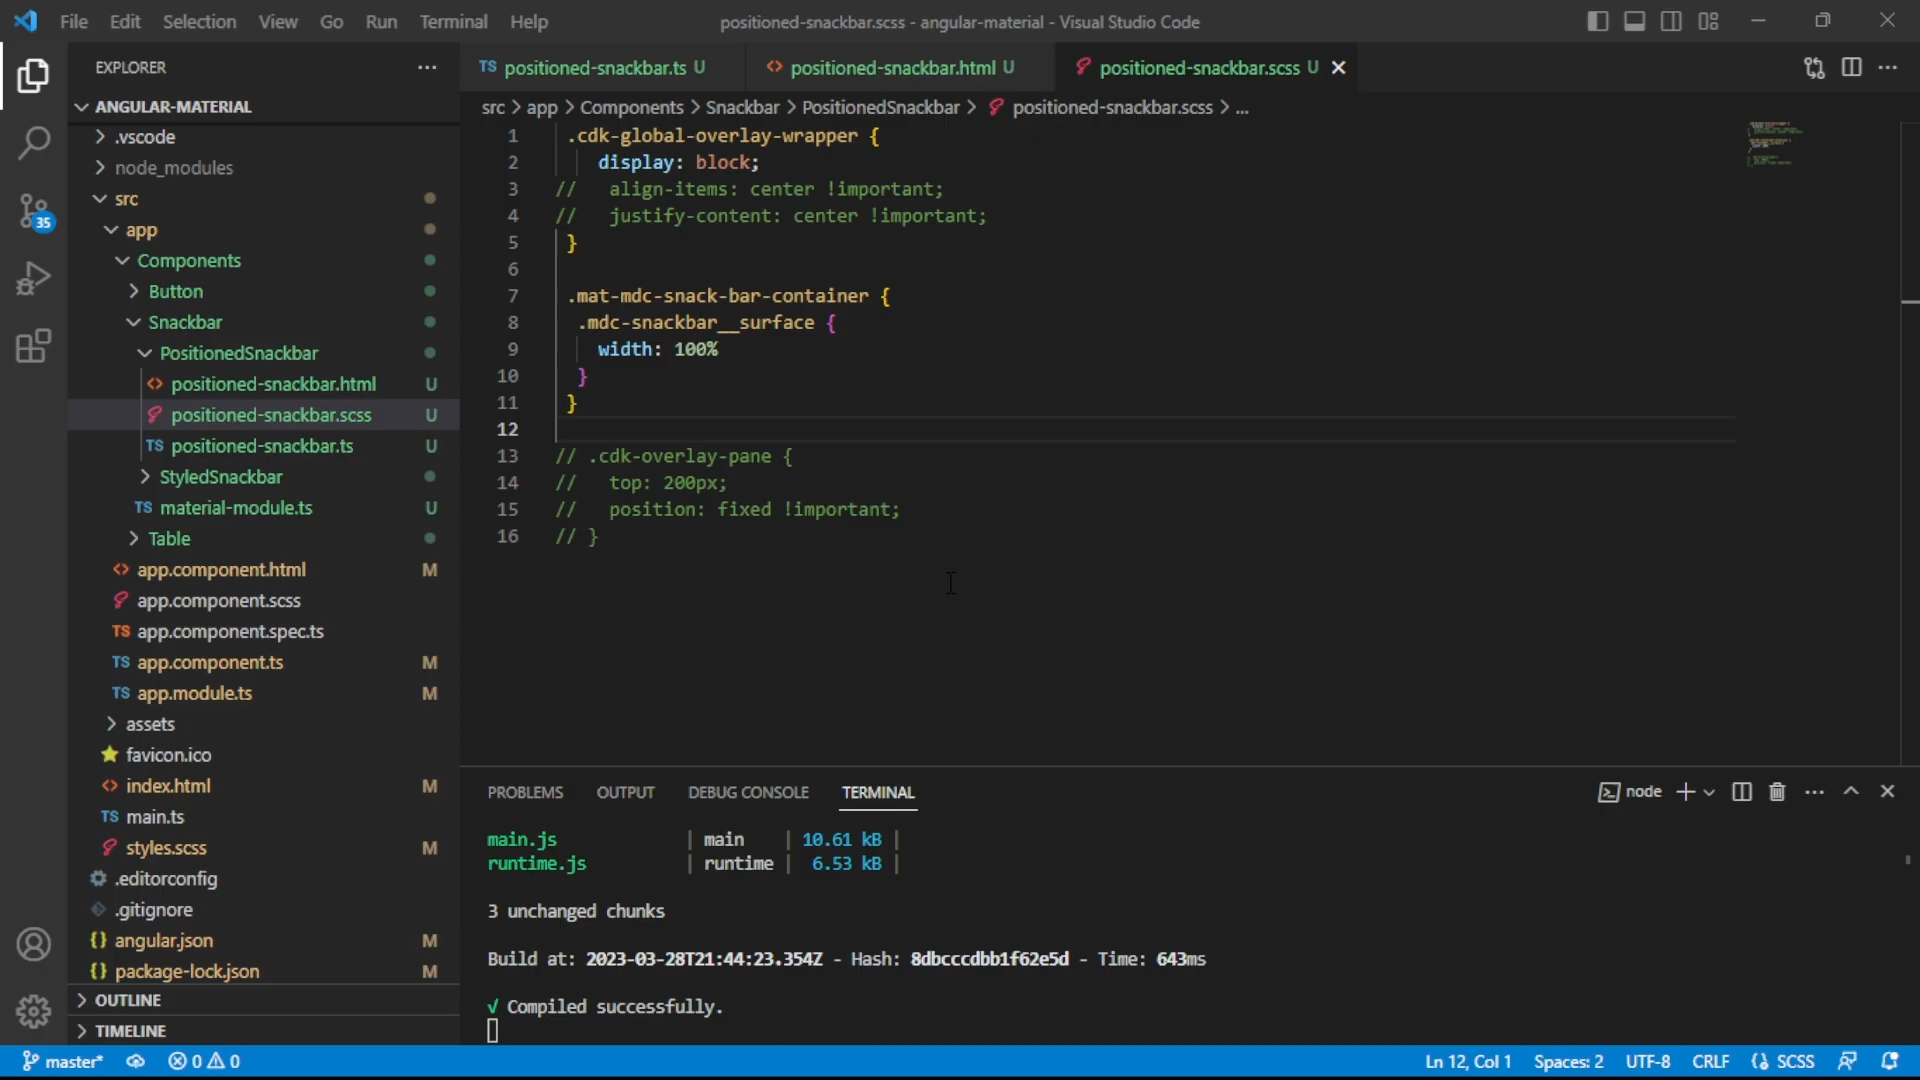 File Edit Selection View Go Run Terminal Help
positioned-snackbar.scss - angular-material - Visual Studio Code
EXPLORER
ANGULAR-MATERIAL
.vscode
node_modules
src
app
Components
Button
Snackbar
PositionedSnackbar
positioned-snackbar.html U
positioned-snackbar.scss U
TS positioned-snackbar.ts U
StyledSnackbar
TS material-module.ts U
Table
app.component.html M
app.component.scss
TS app.component.spec.ts
TS app.component.ts M
TS app.module.ts M
assets
favicon.ico
index.html M
TS main.ts
styles.scss M
.editorconfig
.gitignore
angular.json M
package-lock.json M
OUTLINE
TIMELINE
35
TS positioned-snackbar.ts U
positioned-snackbar.html U
positioned-snackbar.scss U
src > app > Components > Snackbar > PositionedSnackbar > positioned-snackbar.scss > ...
1 .cdk-global-overlay-wrapper {
2 display: block;
3 // align-items: center !important;
4 // justify-content: center !important;
5 }
6
7 .mat-mdc-snack-bar-container {
8 .mdc-snackbar__surface {
9 width: 100%
10 }
11 }
12
13 // .cdk-overlay-pane {
14 // top: 200px;
15 // position: fixed !important;
16 // }
PROBLEMS OUTPUT DEBUG CONSOLE TERMINAL
node
main.js | main | 10.61 kB |
runtime.js | runtime | 6.53 kB |
3 unchanged chunks
Build at: 2023-03-28T21:44:23.354Z - Hash: 8dbcccdbb1f62e5d - Time: 643ms
√ Compiled successfully.
master* 0 0
Ln 12, Col 1 Spaces: 2 UTF-8 CRLF SCSS